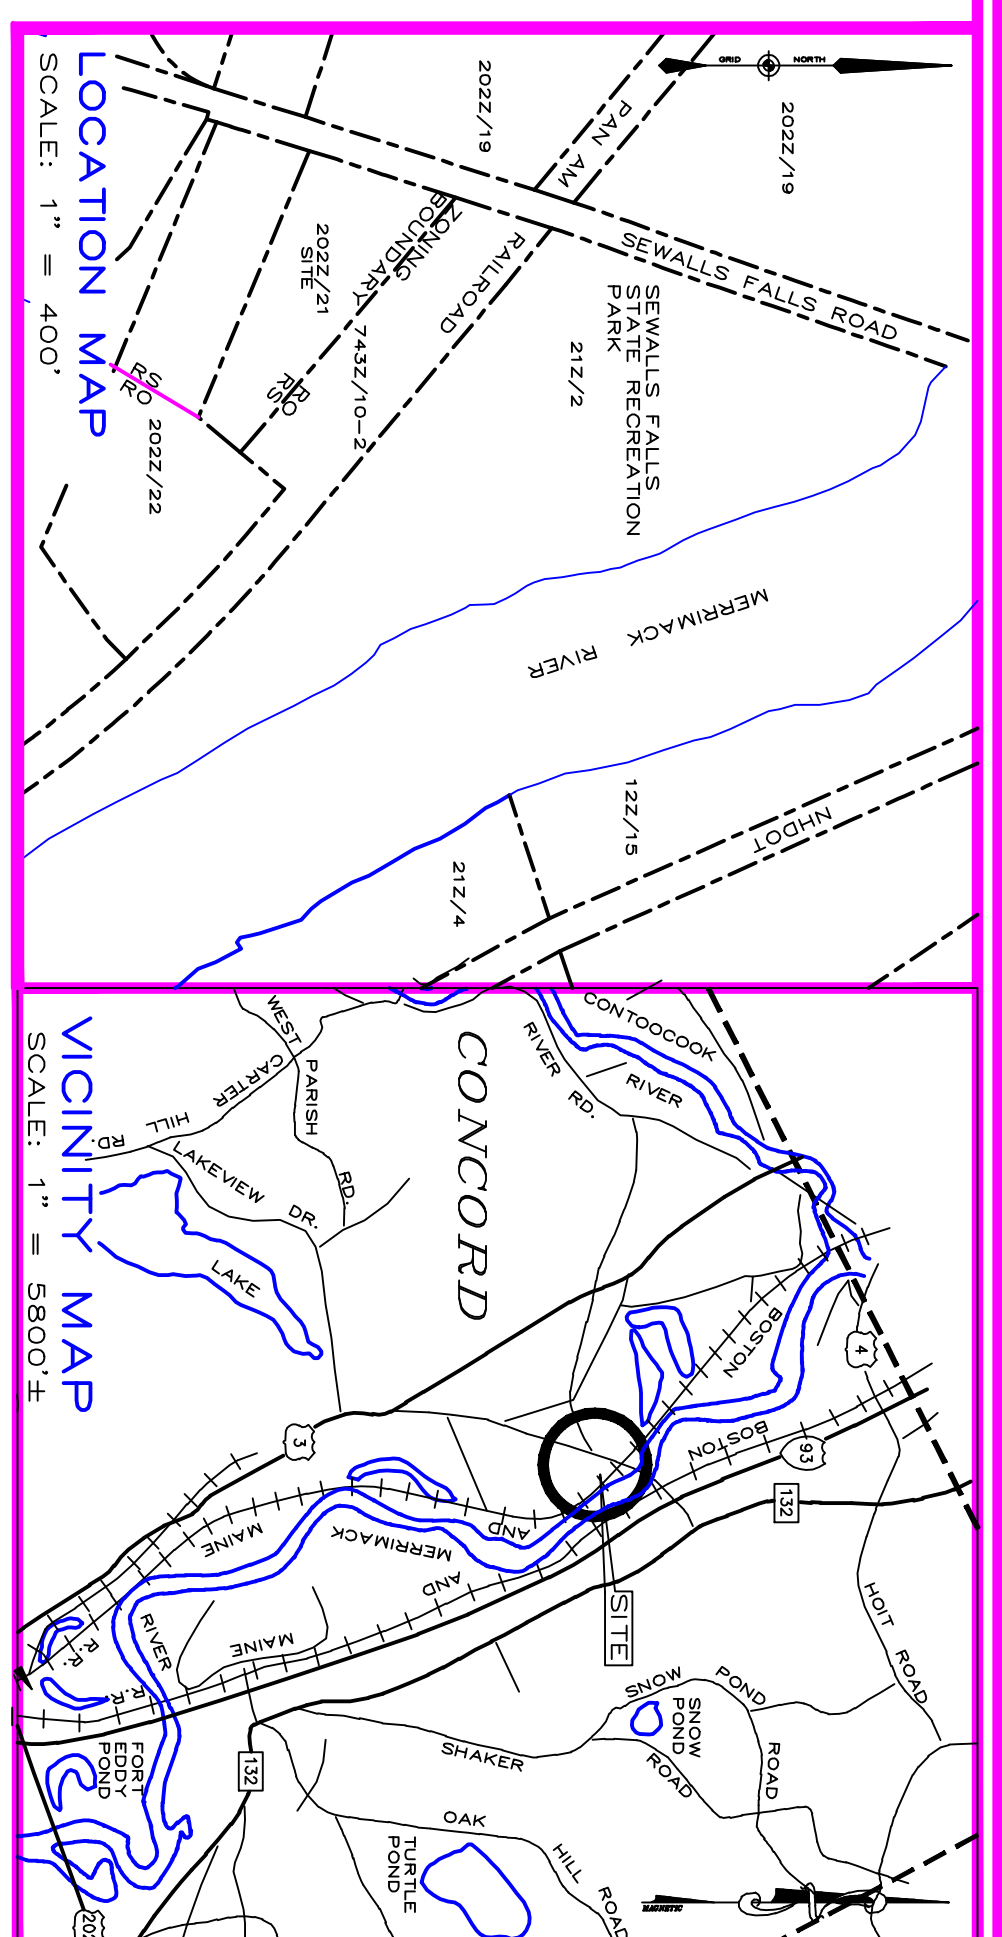 GRID NORTH
202Z/19
202Z/19
PAN AM
RAILROAD
SEWALLS FALLS ROAD
SEWALLS FALLS
STATE RECREATION
PARK
21Z/2
ZONING
BOUNDARY
743Z/10-2
202Z/21
SITE
RO
RS
RS
RO
202Z/22
MERRIMACK RIVER
12Z/15
21Z/4
NHDOT
LOCATION MAP
SCALE: 1" = 400'
CONTOOCOOK
RIVER
RIVER RD.
CONCORD
WEST PARISH RD.
CARTER HILL RD.
LAKEVIEW DR.
LAKE
BOSTON
BOSTON
4
93
132
3
AND
MAINE
MERRIMACK
RIVER
AND
MAINE
R. R.
R. R.
SITE
HOIT ROAD
SNOW POND
ROAD
SNOW
POND
ROAD
SHAKER
132
OAK HILL ROAD
TURTLE
POND
FORT
EDDY
POND
202
MAGNETIC
VICINITY MAP
SCALE: 1" = 5800'±